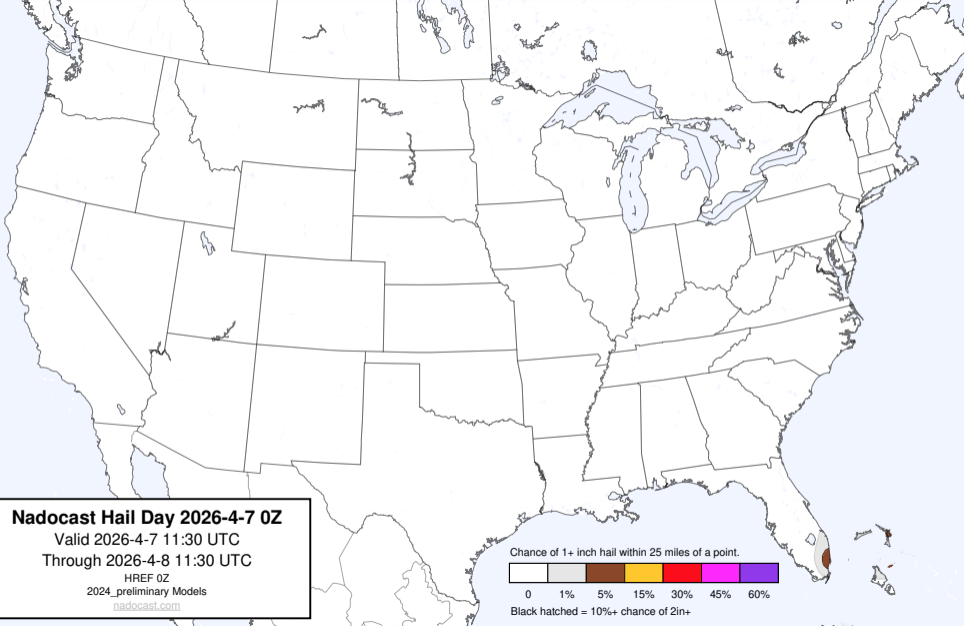 Nadocast Hail Day 2026-4-7 0Z
Valid 2026-4-7 11:30 UTC
Through 2026-4-8 11:30 UTC
HREF 0Z
2024_preliminary Models
nadocast.com
Chance of 1+ inch hail within 25 miles of a point.
0 1% 5% 15% 30% 45% 60%
Black hatched = 10%+ chance of 2in+